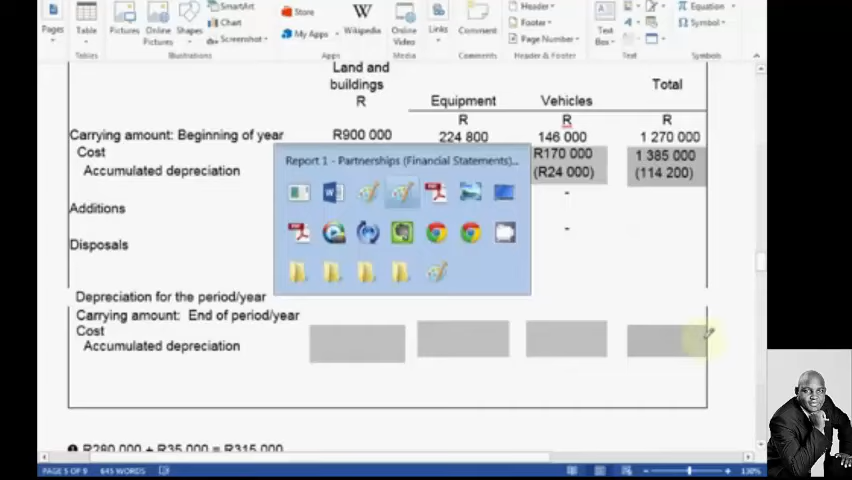 SmartArt
Store
Header
Equation
Chart
Footer
Symbol
Pages
Table
Pictures
Online Pictures
Shapes
Screenshot
My Apps
Wikipedia
Online Video
Links
Comment
Page Number
Text Box
Tables
Illustrations
Apps
Media
Comments
Header & Footer
Text
Symbols
Land and
buildings
Total
R
Equipment
Vehicles
R
R
R
Carrying amount: Beginning of year
R900 000
224 800
146 000
1 270 000
Cost
R170 000
1 385 000
Accumulated depreciation
(R24 000)
(114 200)
Report 1 - Partnerships (Financial Statements)...
Additions
-
Disposals
-
Depreciation for the period/year
Carrying amount: End of period/year
Cost
Accumulated depreciation
❶ R280 000 + R35 000 = R315 000
PAGE 5 OF 9
645 WORDS
130%